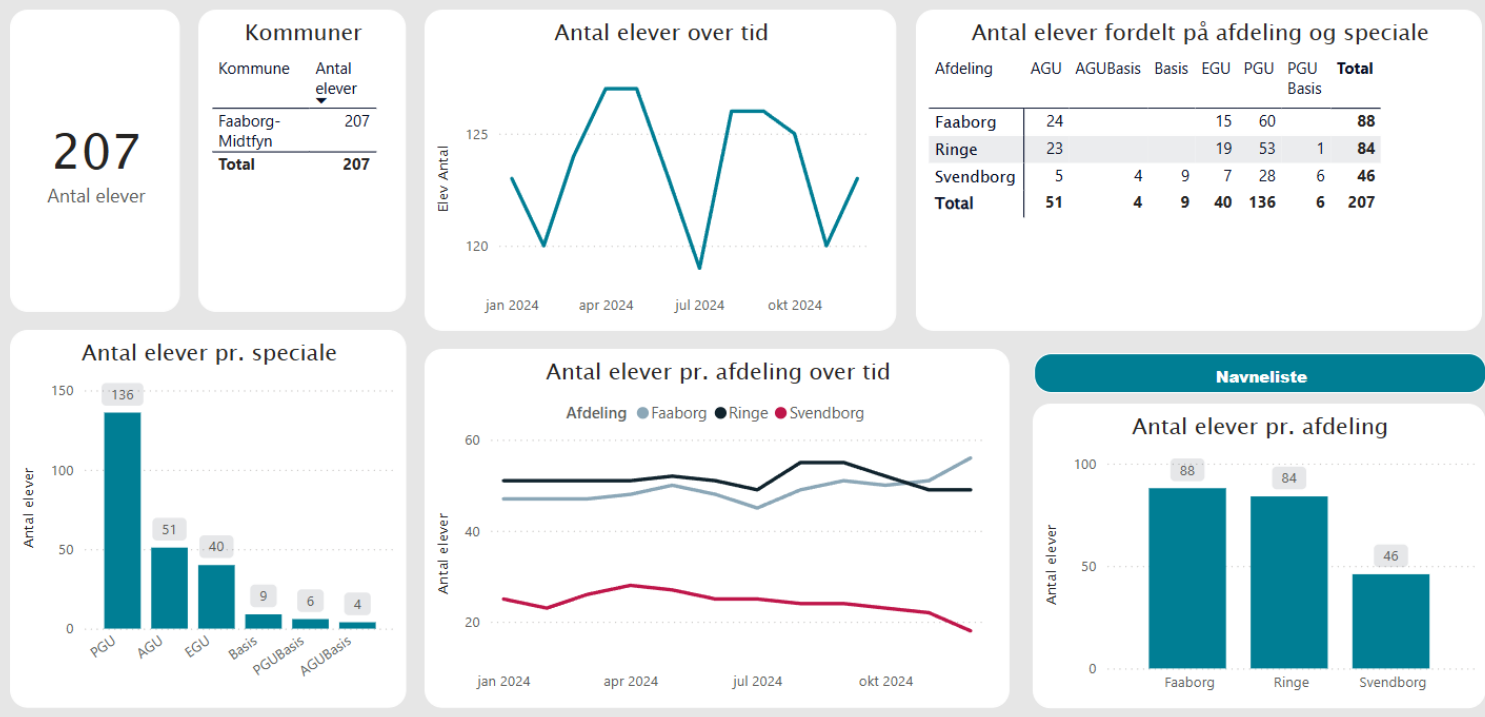 207
Antal elever
Kommuner
Kommune Antal elever
Faaborg-Midtfyn 207
Total 207
Antal elever over tid
Elev Antal
125
120
jan 2024 apr 2024 jul 2024 okt 2024
Antal elever fordelt på afdeling og speciale
Afdeling AGU AGUBasis Basis EGU PGU PGU Basis Total
Faaborg 24 15 60 88
Ringe 23 19 53 1 84
Svendborg 5 4 9 7 28 6 46
Total 51 4 9 40 136 6 207
Antal elever pr. speciale
Antal elever
150
100
50
0
136
51
40
9
6
4
PGU AGU EGU Basis PGUBasis AGUBasis
Antal elever pr. afdeling over tid
Afdeling Faaborg Ringe Svendborg
Antal elever
60
40
20
jan 2024 apr 2024 jul 2024 okt 2024
Navneliste
Antal elever pr. afdeling
Antal elever
100
50
0
88
84
46
Faaborg Ringe Svendborg